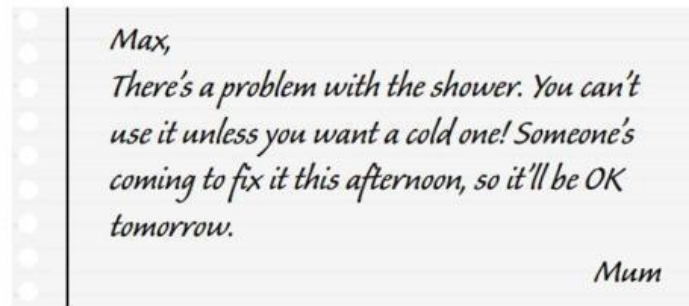 Max,
There's a problem with the shower. You can't
use it unless you want a cold one! Someone's
coming to fix it this afternoon, so it'll be OK
tomorrow.
Mum